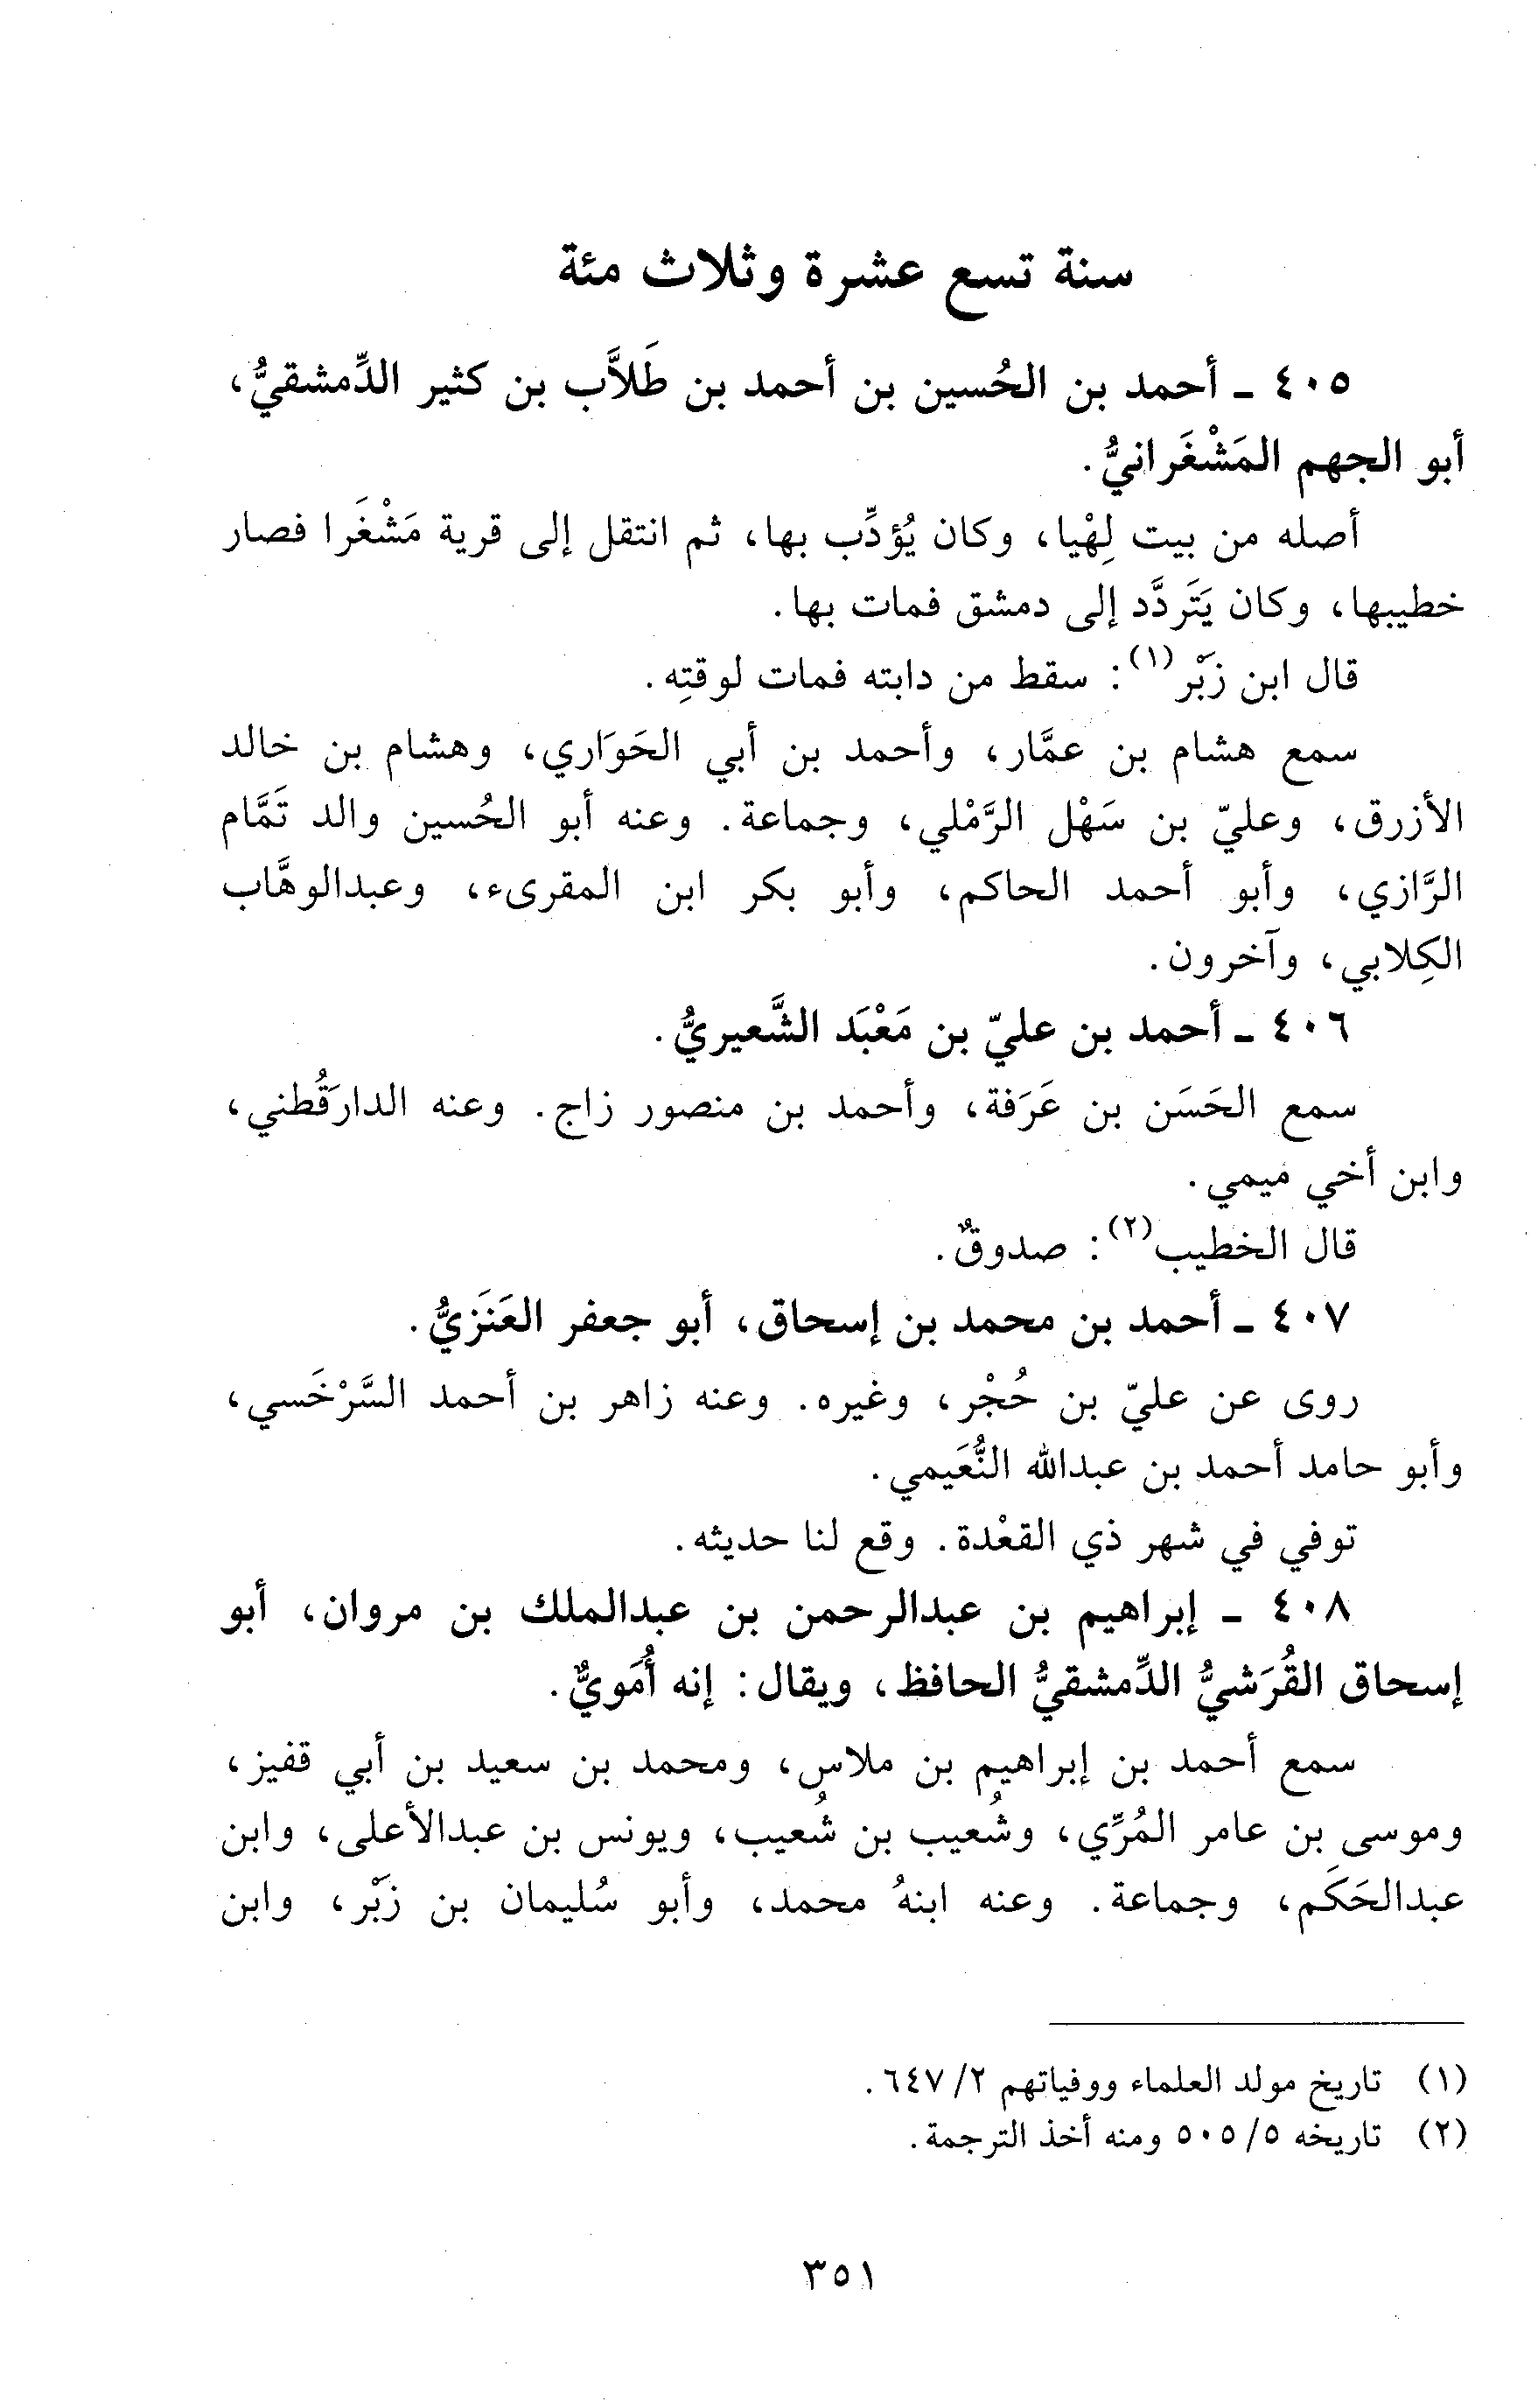 سنة تسع عشرة وثلاث مئة
٤٠٥ - أحمد بن الحُسين بن أحمد بن طَلاَّب بن كثير الدِّمشقيُّ،
أبو الجهم المَشْغَرانيُّ.
أصله من بيت لِهْيا، وكان يُؤدِّب بها، ثم انتقل إلى قرية مَشْغَرا فصار
خطيبها، وكان يَتَردَّد إلى دمشق فمات بها.
قال ابن زَبْر(١): سقط من دابته فمات لوقتِه.
سمع هشام بن عمَّار، وأحمد بن أبي الحَوَاري، وهشام بن خالد
الأزرق، وعليّ بن سَهْل الرَّمْلي، وجماعة. وعنه أبو الحُسين والد تَمَّام
الرَّازي، وأبو أحمد الحاكم، وأبو بكر ابن المقرىء، وعبدالوهَّاب
الكِلابي، وآخرون.
٤٠٦ - أحمد بن عليّ بن مَعْبَد الشَّعيريُّ.
سمع الحَسَن بن عَرَفة، وأحمد بن منصور زاج. وعنه الدارَقُطني،
وابن أخي ميمي.
قال الخطيب(٢): صدوقٌ.
٤٠٧ - أحمد بن محمد بن إسحاق، أبو جعفر العَنَزيُّ.
روى عن عليّ بن حُجْر، وغيره. وعنه زاهر بن أحمد السَّرْخَسي،
وأبو حامد أحمد بن عبدالله النُّعَيمي.
توفي في شهر ذي القعْدة. وقع لنا حديثه.
٤٠٨ - إبراهيم بن عبدالرحمن بن عبدالملك بن مروان، أبو
إسحاق القُرَشيُّ الدِّمشقيُّ الحافظ، ويقال: إنه أُمَويٌّ.
سمع أحمد بن إبراهيم بن ملاس، ومحمد بن سعيد بن أبي قفيز،
وموسى بن عامر المُرِّي، وشُعيب بن شُعيب، ويونس بن عبدالأعلى، وابن
عبدالحَكَم، وجماعة. وعنه ابنهُ محمد، وأبو سُليمان بن زَبْر، وابن
(١) تاريخ مولد العلماء ووفياتهم ٢/ ٦٤٧.
(٢) تاريخه ٥/ ٥٠٥ ومنه أخذ الترجمة.
٣٥١